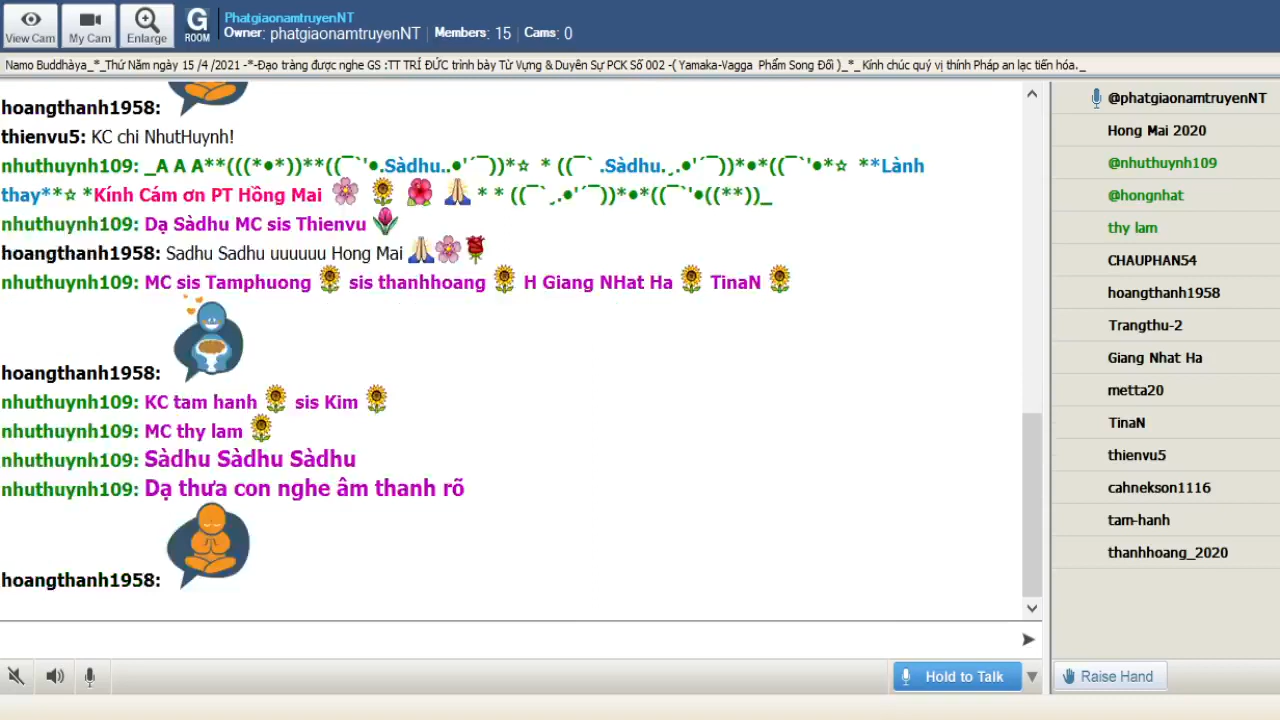 View Cam
My Cam
Enlarge
G
ROOM
PhatgiaonamtruyenNT
Owner: phatgiaonamtruyenNT | Members: 15 | Cams: 0
Namo Buddhàya_*_Thứ Năm ngày 15 /4 /2021 -*-Đạo tràng được nghe GS :TT TRÍ ĐỨC trình bày Từ Vựng & Duyên Sự PCK Số 002 -( Yamaka-Vagga Phẩm Song Đối )_*_Kính chúc quý vị thính Pháp an lạc tiến hóa._
hoangthanh1958:
thienvu5: KC chi NhutHuynh!
nhuthuynh109: _A A A**(((*●*))**((¯`'●.Sàdhu..●'´¯))*☆ * ((¯` .Sàdhu.¸.●'´¯))*●*((¯`'●*☆ **Lành
thay**☆ *Kính Cám ơn PT Hồng Mai 🌸 🌻 🌺 🙏 * * ((¯`¸.●'´¯))*●*((¯`'●((**))_
nhuthuynh109: Dạ Sàdhu MC sis Thienvu 🌷
hoangthanh1958: Sadhu Sadhu uuuuuu Hong Mai 🙏🌸🌹
nhuthuynh109: MC sis Tamphuong 🌻 sis thanhhoang 🌻 H Giang NHat Ha 🌻 TinaN 🌻
hoangthanh1958:
nhuthuynh109: KC tam hanh 🌻 sis Kim 🌻
nhuthuynh109: MC thy lam 🌻
nhuthuynh109: Sàdhu Sàdhu Sàdhu
nhuthuynh109: Dạ thưa con nghe âm thanh rõ
hoangthanh1958:
Hold to Talk
@phatgiaonamtruyenNT
Hong Mai 2020
@nhuthuynh109
@hongnhat
thy lam
CHAUPHAN54
hoangthanh1958
Trangthu-2
Giang Nhat Ha
metta20
TinaN
thienvu5
cahnekson1116
tam-hanh
thanhhoang_2020
Raise Hand